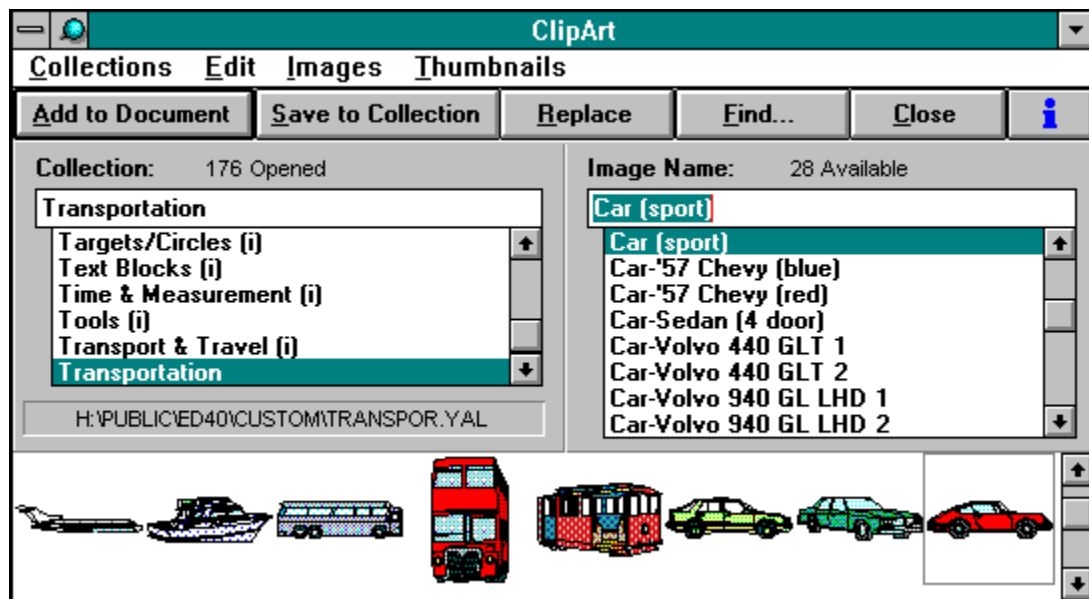 ClipArt
Collections Edit Images Thumbnails
Add to Document Save to Collection Replace Find... Close i
Collection: 176 Opened
Transportation
Targets/Circles (i)
Text Blocks (i)
Time & Measurement (i)
Tools (i)
Transport & Travel (i)
Transportation
H:\PUBLIC\ED40\CUSTOM\TRANSPOR.YAL
Image Name: 28 Available
Car (sport)
Car (sport)
Car-'57 Chevy (blue)
Car-'57 Chevy (red)
Car-Sedan (4 door)
Car-Volvo 440 GLT 1
Car-Volvo 440 GLT 2
Car-Volvo 940 GL LHD 1
Car-Volvo 940 GL LHD 2